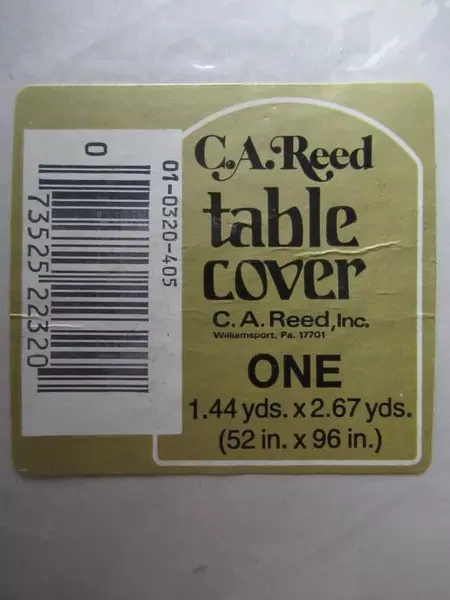 C.A.Reed
table
cover
C. A. Reed, Inc.
Williamsport, Pa. 17701
ONE
1.44 yds. x 2.67 yds.
(52 in. x 96 in.)
01-0320-405
0
73525 22320